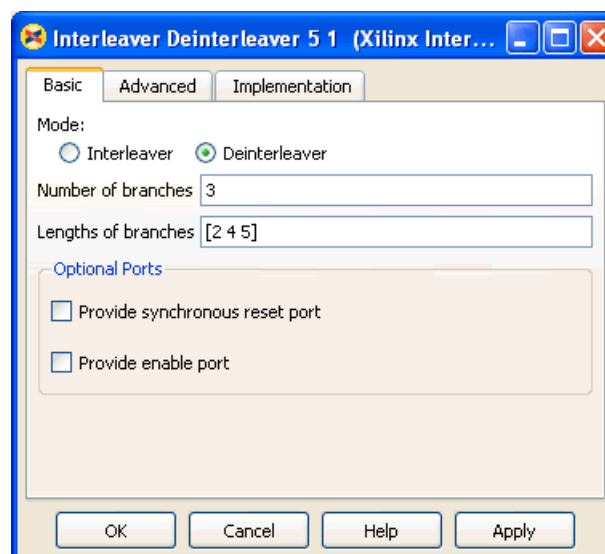 Interleaver Deinterleaver 5 1 (Xilinx Inter...
Basic Advanced Implementation
Mode:
Interleaver Deinterleaver
Number of branches 3
Lengths of branches [2 4 5]
Optional Ports
Provide synchronous reset port
Provide enable port
OK Cancel Help Apply